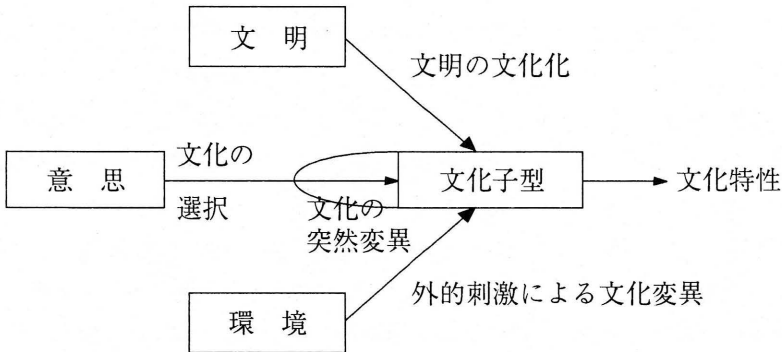 文 明
文明の文化化
文化の
意 思
文化子型
文化特性
選択
文化の
突然変異
外的刺激による文化変異
環 境